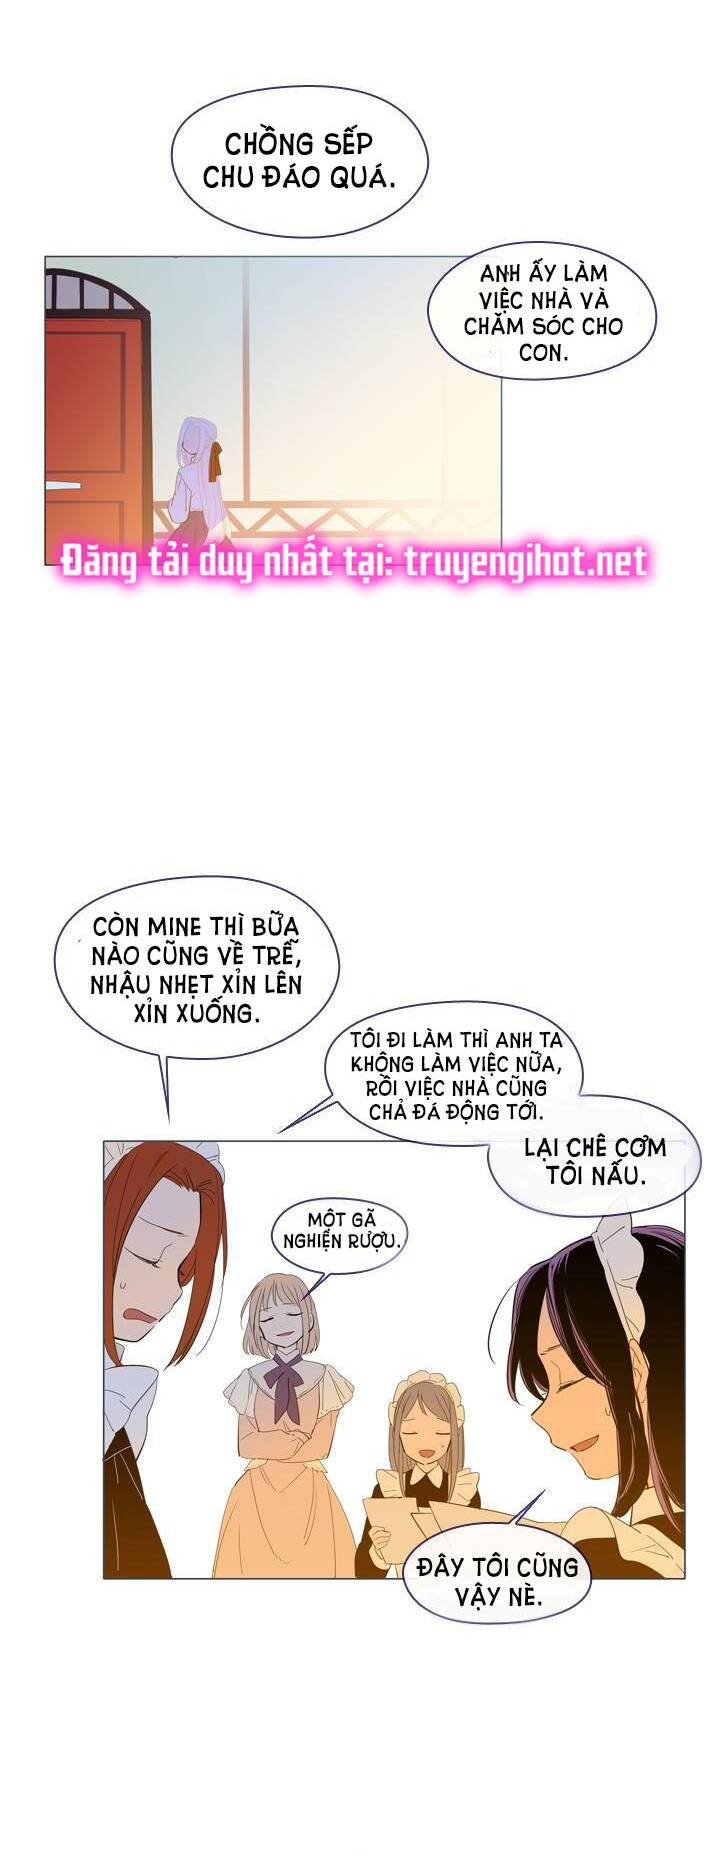 CHỒNG SẾP
CHU ĐÁO QUÁ.
ANH ẤY LÀM
VIỆC NHÀ VÀ
CHĂM SÓC CHO
CON.
Đăng tải duy nhất tại: truyengihot.net
CÒN MINE THÌ BỮA
NÀO CŨNG VỀ TRỄ,
NHẬU NHẸT XỈN LÊN
XỈN XUỐNG.
TÔI ĐI LÀM THÌ ANH TA
KHÔNG LÀM VIỆC NỮA,
RỒI VIỆC NHÀ CŨNG
CHẢ ĐÁ ĐỘNG TỚI.
LẠI CHÊ CƠM
TÔI NẤU.
MỘT GÃ
NGHIỆN RƯỢU.
ĐÂY TÔI CŨNG
VẬY NÈ.